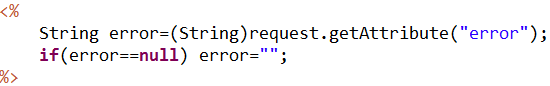 <%
String error=(String)request.getAttribute("error");
if(error==null) error="";
%>